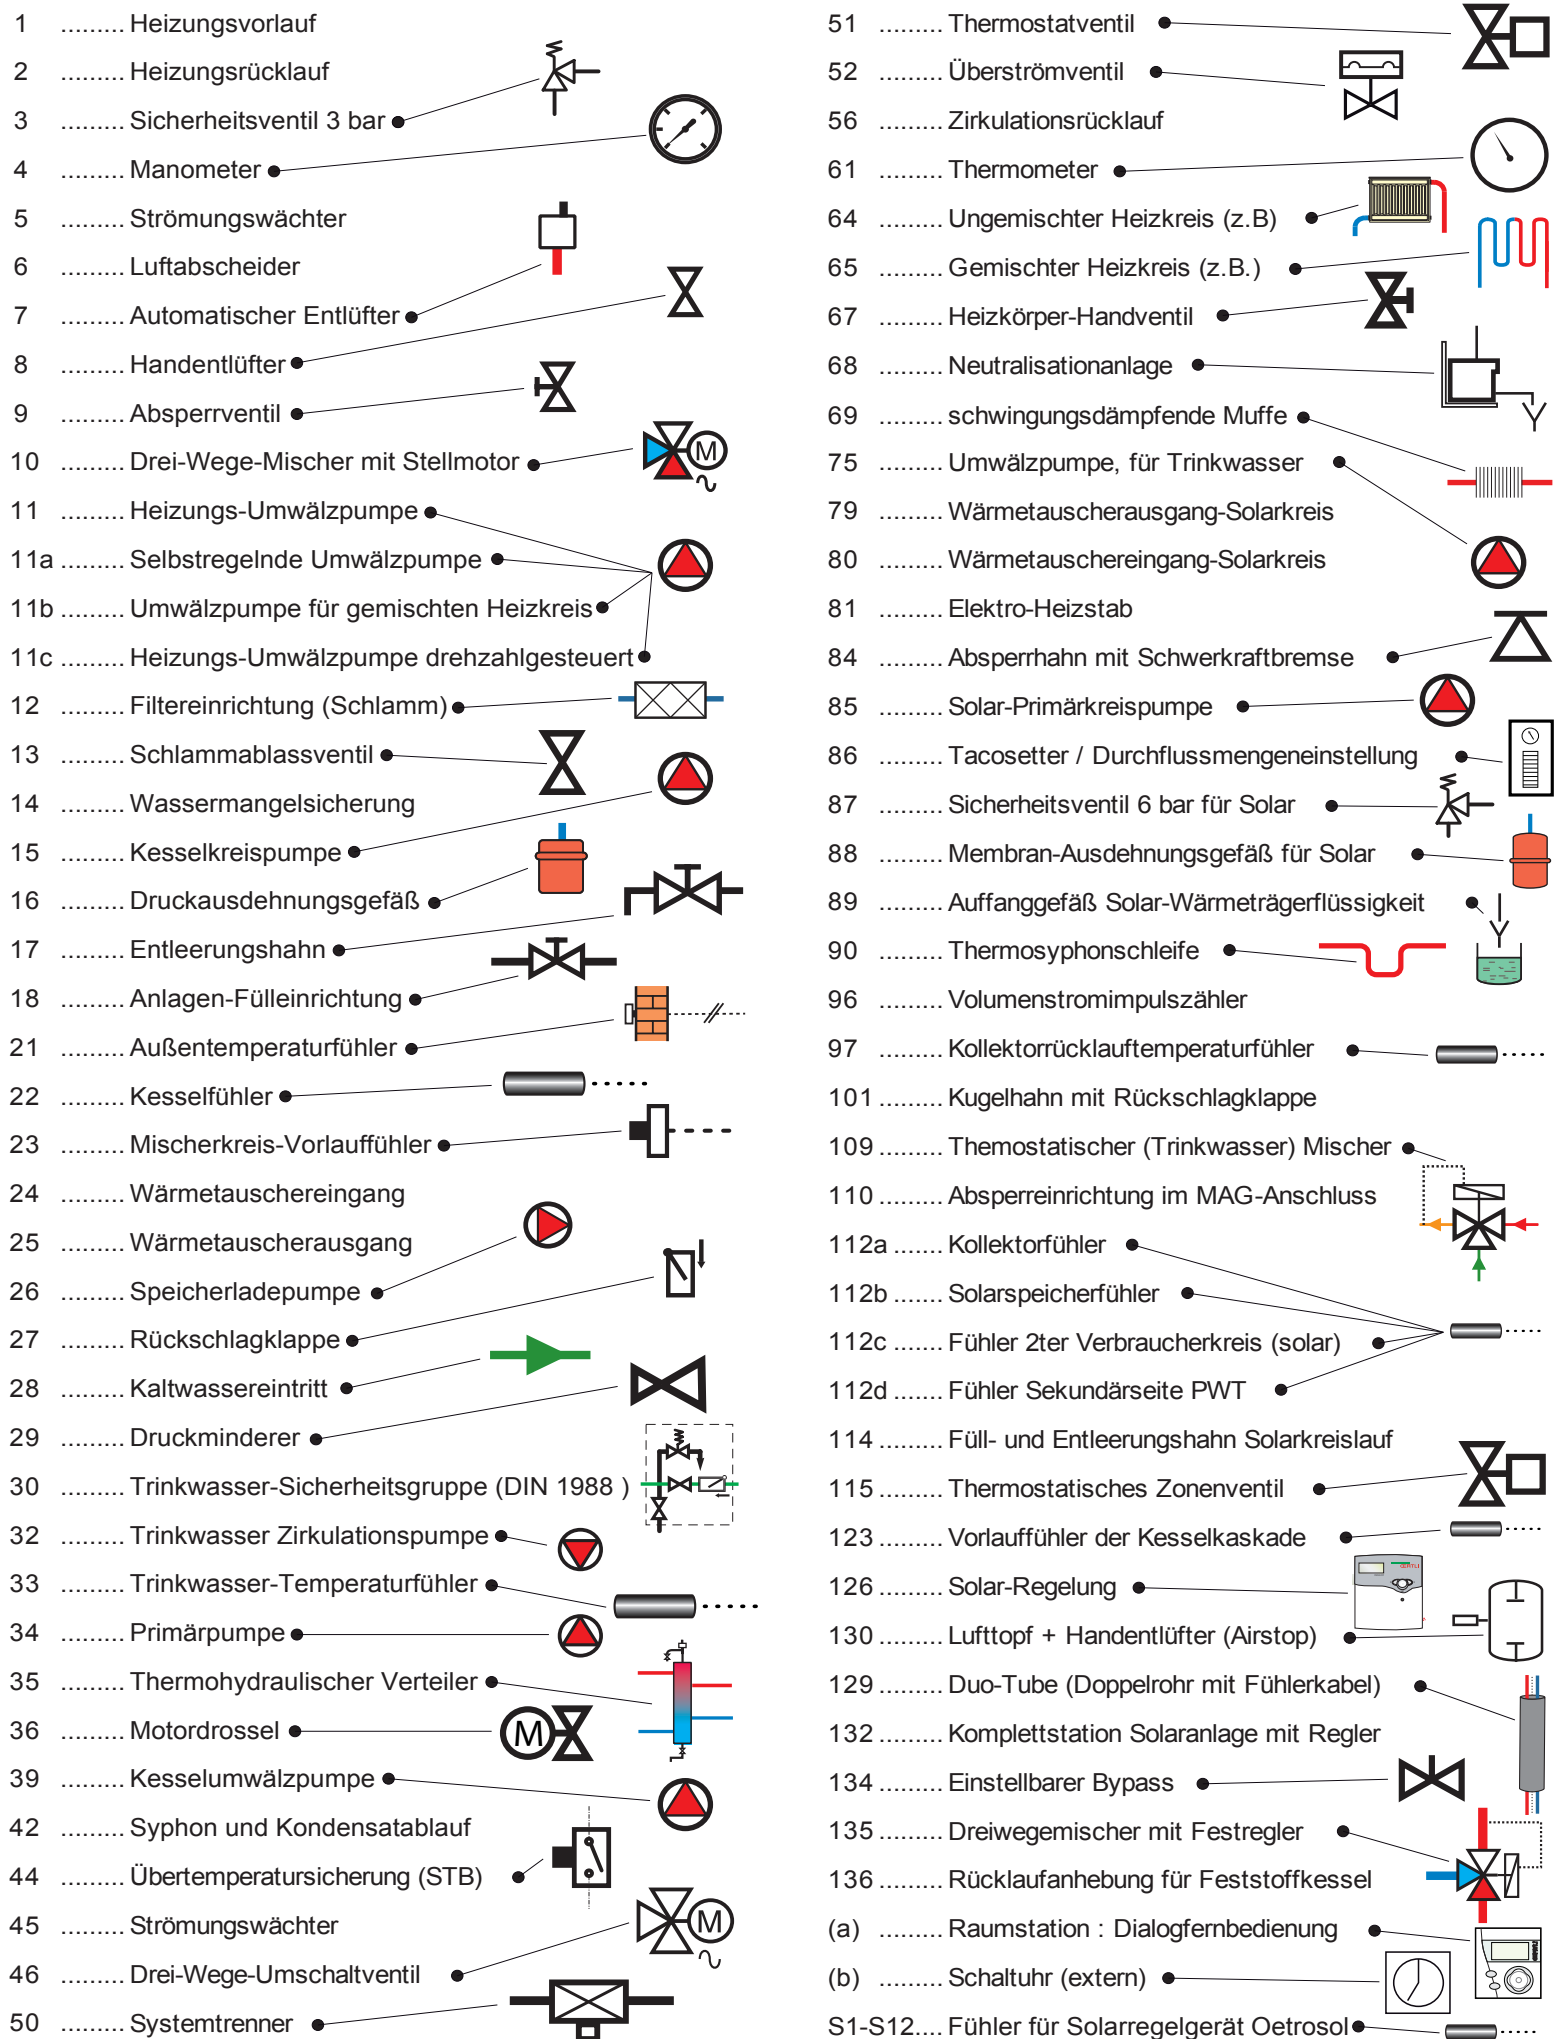 1 ......... Heizungsvorlauf
2 ......... Heizungsrücklauf
3 ......... Sicherheitsventil 3 bar
4 ......... Manometer
5 ......... Strömungswächter
6 ......... Luftabscheider
7 ......... Automatischer Entlüfter
8 ......... Handentlüfter
9 ......... Absperrventil
10 ......... Drei-Wege-Mischer mit Stellmotor
M
11 ......... Heizungs-Umwälzpumpe
11a ......... Selbstregelnde Umwälzpumpe
11b ......... Umwälzpumpe für gemischten Heizkreis
11c ......... Heizungs-Umwälzpumpe drehzahlgesteuert
12 ......... Filtereinrichtung (Schlamm)
13 ......... Schlammablassventil
14 ......... Wassermangelsicherung
15 ......... Kesselkreispumpe
16 ......... Druckausdehnungsgefäß
17 ......... Entleerungshahn
18 ......... Anlagen-Fülleinrichtung
21 ......... Außentemperaturfühler
22 ......... Kesselfühler
23 ......... Mischerkreis-Vorlauffühler
24 ......... Wärmetauschereingang
25 ......... Wärmetauscherausgang
26 ......... Speicherladepumpe
27 ......... Rückschlagklappe
28 ......... Kaltwassereintritt
29 ......... Druckminderer
30 ......... Trinkwasser-Sicherheitsgruppe (DIN 1988 )
32 ......... Trinkwasser Zirkulationspumpe
33 ......... Trinkwasser-Temperaturfühler
34 ......... Primärpumpe
35 ......... Thermohydraulischer Verteiler
36 ......... Motordrossel
M
39 ......... Kesselumwälzpumpe
42 ......... Syphon und Kondensatablauf
44 ......... Übertemperatursicherung (STB)
45 ......... Strömungswächter
M
46 ......... Drei-Wege-Umschaltventil
50 ......... Systemtrenner
51 ......... Thermostatventil
52 ......... Überströmventil
56 ......... Zirkulationsrücklauf
61 ......... Thermometer
64 ......... Ungemischter Heizkreis (z.B)
65 ......... Gemischter Heizkreis (z.B.)
67 ......... Heizkörper-Handventil
68 ......... Neutralisationanlage
69 ......... schwingungsdämpfende Muffe
75 ......... Umwälzpumpe, für Trinkwasser
79 ......... Wärmetauscherausgang-Solarkreis
80 ......... Wärmetauschereingang-Solarkreis
81 ......... Elektro-Heizstab
84 ......... Absperrhahn mit Schwerkraftbremse
85 ......... Solar-Primärkreispumpe
86 ......... Tacosetter / Durchflussmengeneinstellung
87 ......... Sicherheitsventil 6 bar für Solar
88 ......... Membran-Ausdehnungsgefäß für Solar
89 ......... Auffanggefäß Solar-Wärmeträgerflüssigkeit
90 ......... Thermosyphonschleife
96 ......... Volumenstromimpulszähler
97 ......... Kollektorrücklauftemperaturfühler
101 ......... Kugelhahn mit Rückschlagklappe
109 ......... Themostatischer (Trinkwasser) Mischer
110 ......... Absperreinrichtung im MAG-Anschluss
112a ....... Kollektorfühler
112b ....... Solarspeicherfühler
112c ....... Fühler 2ter Verbraucherkreis (solar)
112d ....... Fühler Sekundärseite PWT
114 ......... Füll- und Entleerungshahn Solarkreislauf
115 ......... Thermostatisches Zonenventil
123 ......... Vorlauffühler der Kesselkaskade
126 ......... Solar-Regelung
OERTLI
130 ......... Lufttopf + Handentlüfter (Airstop)
129 ......... Duo-Tube (Doppelrohr mit Fühlerkabel)
132 ......... Komplettstation Solaranlage mit Regler
134 ......... Einstellbarer Bypass
135 ......... Dreiwegemischer mit Festregler
136 ......... Rücklaufanhebung für Feststoffkessel
(a) ......... Raumstation : Dialogfernbedienung
(b) ......... Schaltuhr (extern)
S1-S12.... Fühler für Solarregelgerät Oetrosol